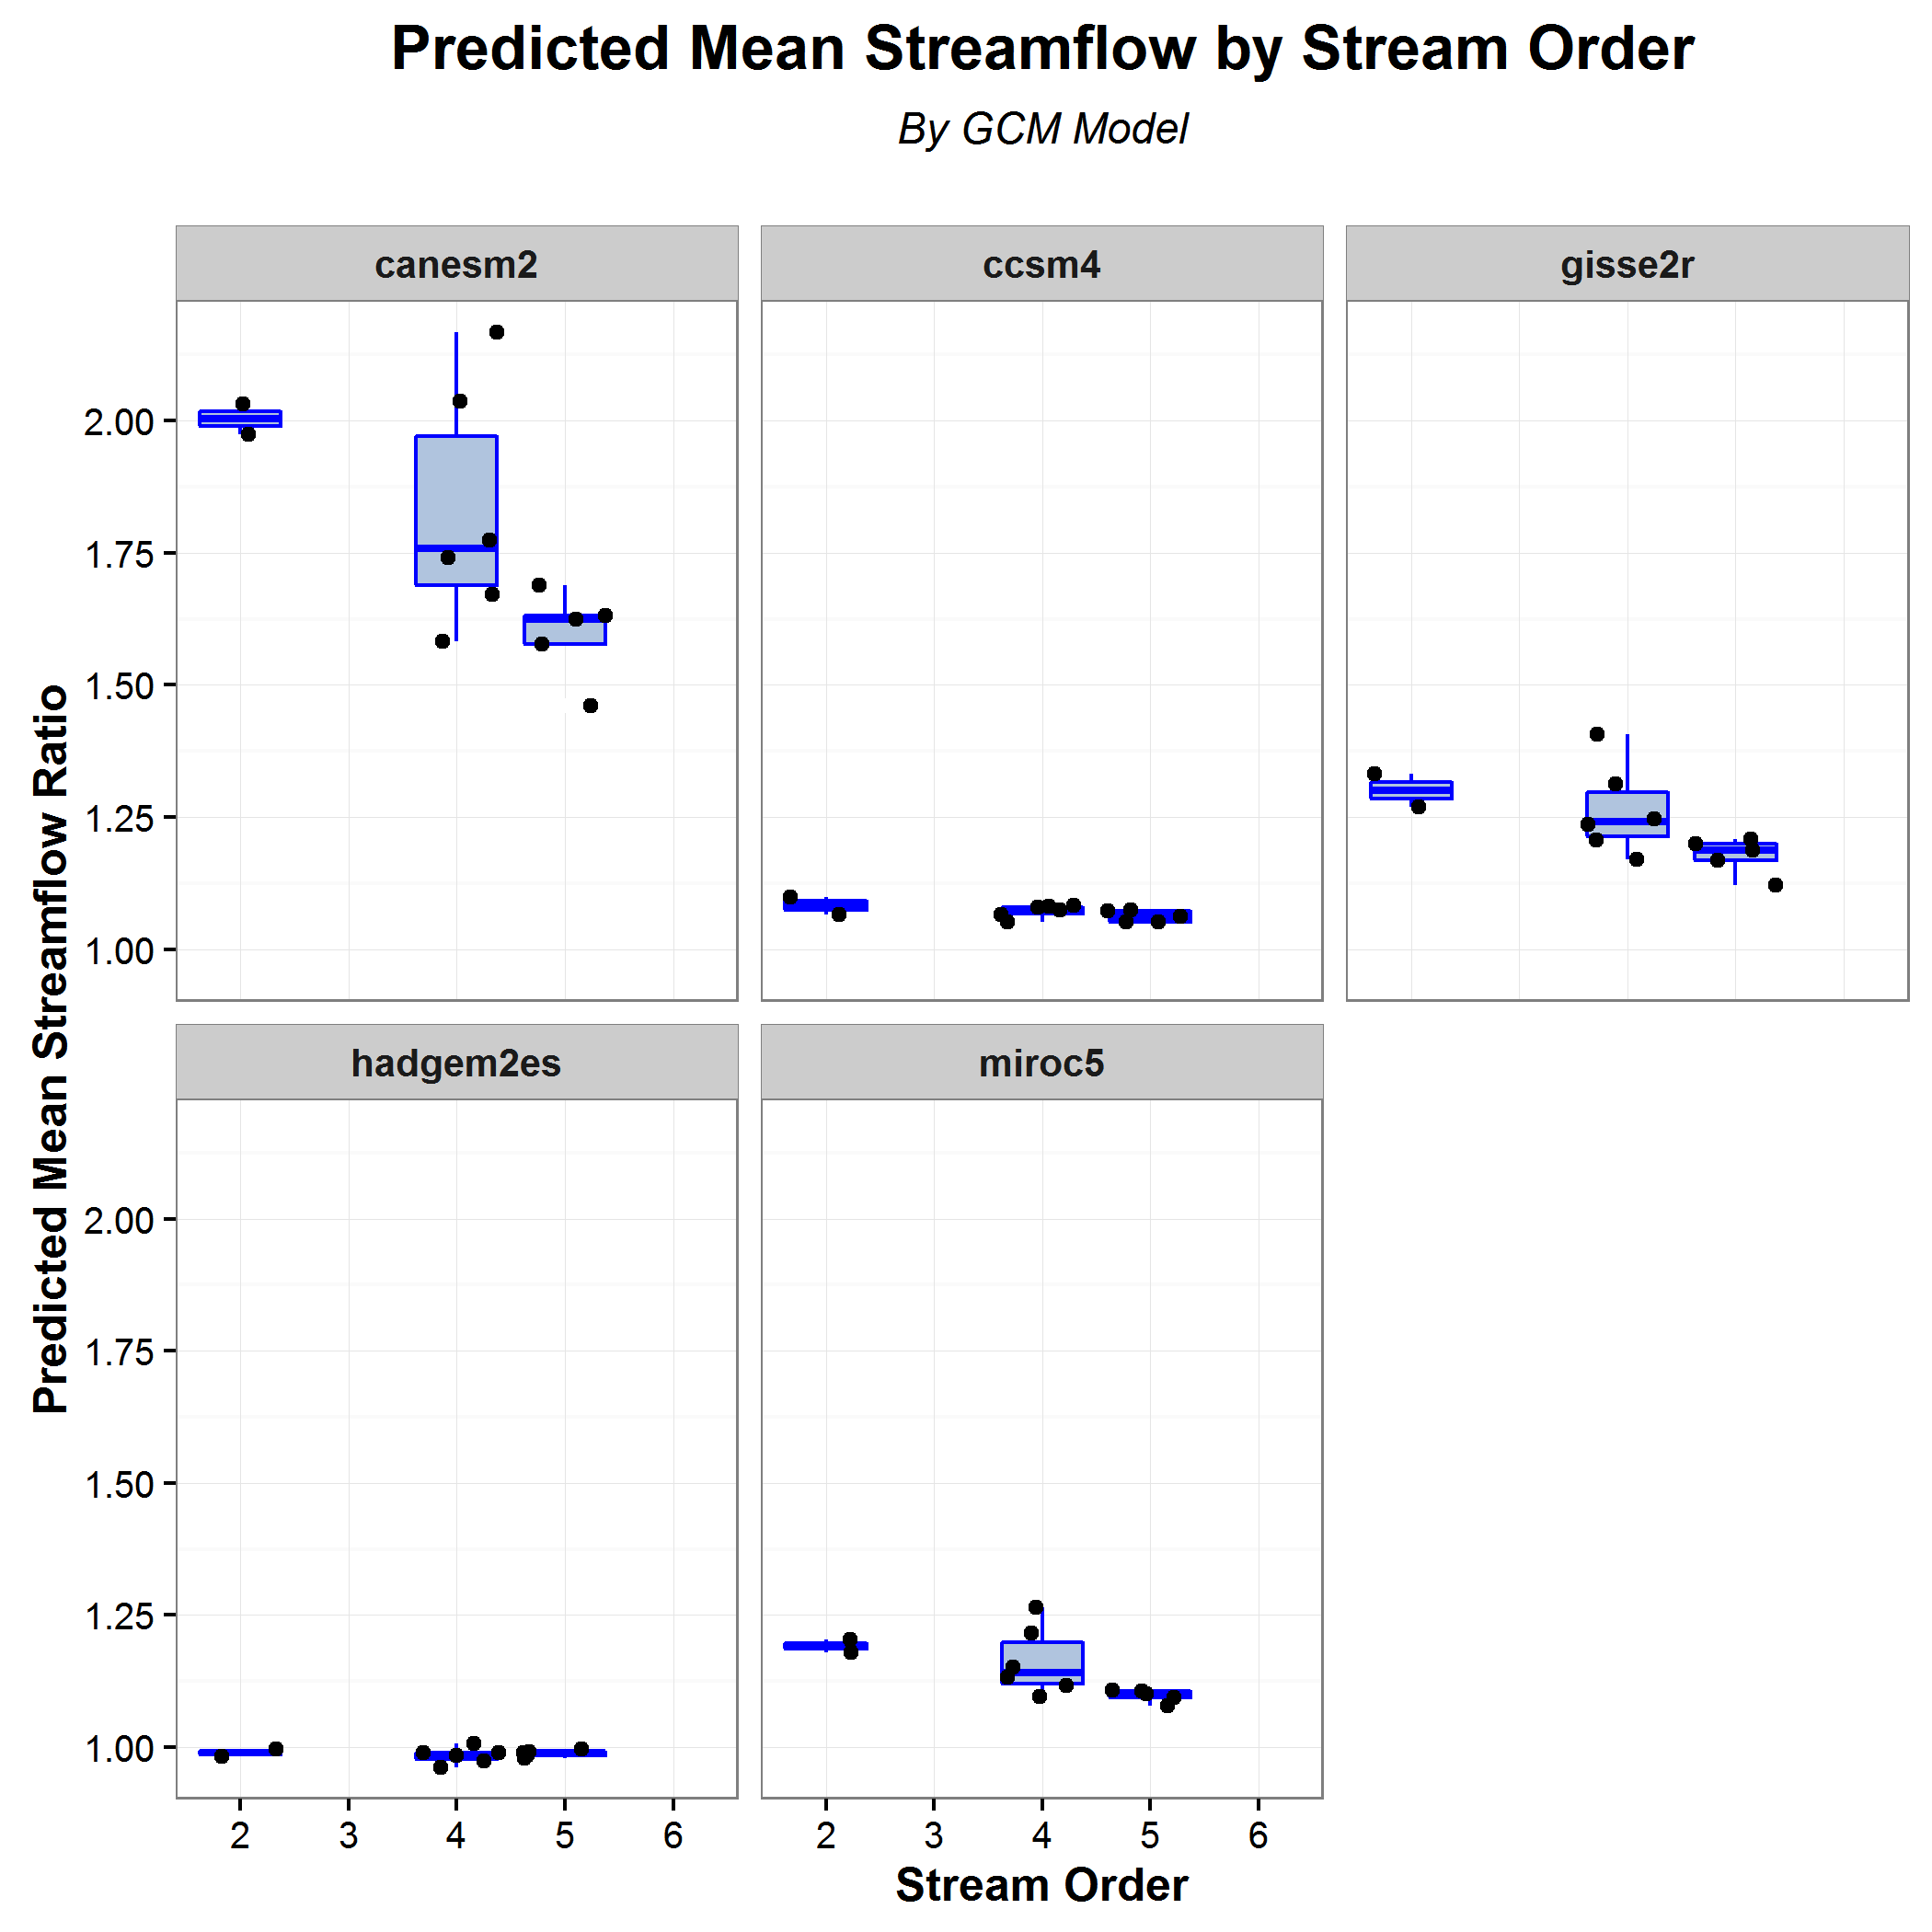 Predicted Mean Streamflow by Stream Order
By GCM Model
canesm2
ccsm4
gisse2r
2.00
1.75
1.50
1.25
1.00
Predicted Mean Streamflow Ratio
hadgem2es
miroc5
2.00
1.75
1.50
1.25
1.00
2 3 4 5 6
2 3 4 5 6
Stream Order